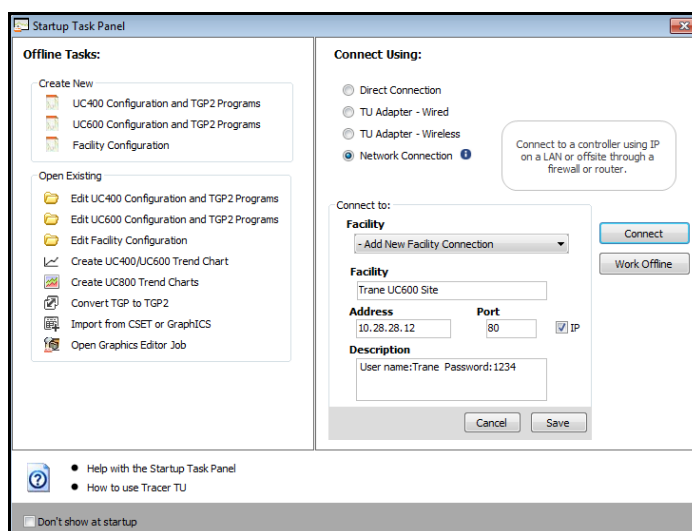 Startup Task Panel
Offline Tasks:
Create New
UC400 Configuration and TGP2 Programs
UC600 Configuration and TGP2 Programs
Facility Configuration
Open Existing
Edit UC400 Configuration and TGP2 Programs
Edit UC600 Configuration and TGP2 Programs
Edit Facility Configuration
Create UC400/UC600 Trend Chart
Create UC800 Trend Charts
Convert TGP to TGP2
Import from CSET or GraphICS
Open Graphics Editor Job
Connect Using:
Direct Connection
TU Adapter - Wired
TU Adapter - Wireless
Network Connection
Connect to a controller using IP
on a LAN or offsite through a
firewall or router.
Connect to:
Facility
- Add New Facility Connection
Facility
Trane UC600 Site
Address Port
10.28.28.12 80 IP
Description
User name:Trane Password:1234
Cancel Save
Connect
Work Offline
Help with the Startup Task Panel
How to use Tracer TU
Don't show at startup